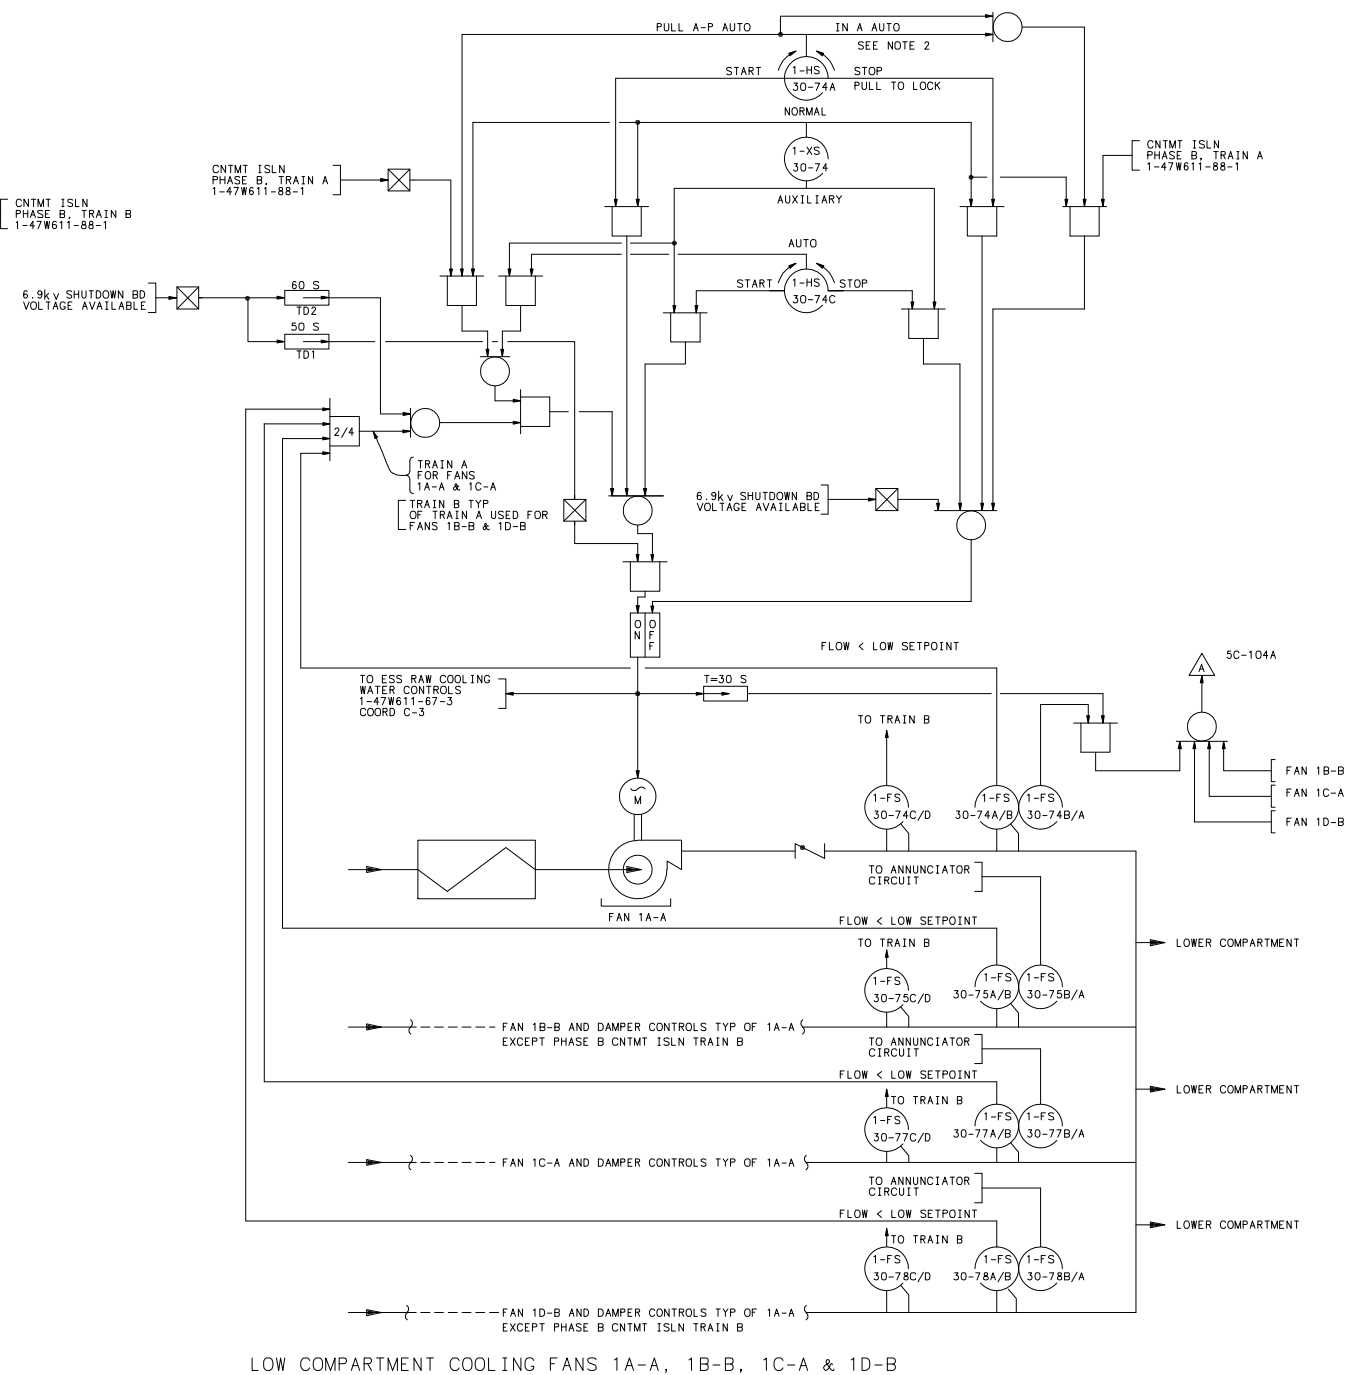 PULL A-P AUTO
IN A AUTO
SEE NOTE 2
START
1-HS
30-74A
STOP
PULL TO LOCK
NORMAL
1-XS
30-74
AUXILIARY
CNTMT ISLN
PHASE B, TRAIN A
1-47W611-88-1
CNTMT ISLN
PHASE B, TRAIN A
1-47W611-88-1
CNTMT ISLN
PHASE B, TRAIN B
1-47W611-88-1
AUTO
START
1-HS
30-74C
STOP
6.9kv SHUTDOWN BD
VOLTAGE AVAILABLE
60 S
TD2
50 S
TD1
2/4
TRAIN A
FOR FANS
1A-A & 1C-A
TRAIN B TYP
OF TRAIN A USED FOR
FANS 1B-B & 1D-B
6.9kv SHUTDOWN BD
VOLTAGE AVAILABLE
ON
OFF
FLOW < LOW SETPOINT
TO ESS RAW COOLING
WATER CONTROLS
1-47W611-67-3
COORD C-3
T=30 S
A
5C-104A
TO TRAIN B
1-FS
30-74C/D
1-FS
30-74A/B
1-FS
30-74B/A
FAN 1B-B
FAN 1C-A
FAN 1D-B
M
FAN 1A-A
TO ANNUNCIATOR
CIRCUIT
FLOW < LOW SETPOINT
TO TRAIN B
LOWER COMPARTMENT
1-FS
30-75C/D
1-FS
30-75A/B
1-FS
30-75B/A
FAN 1B-B AND DAMPER CONTROLS TYP OF 1A-A
EXCEPT PHASE B CNTMT ISLN TRAIN B
TO ANNUNCIATOR
CIRCUIT
FLOW < LOW SETPOINT
LOWER COMPARTMENT
TO TRAIN B
1-FS
30-77C/D
1-FS
30-77A/B
1-FS
30-77B/A
FAN 1C-A AND DAMPER CONTROLS TYP OF 1A-A
TO ANNUNCIATOR
CIRCUIT
FLOW < LOW SETPOINT
LOWER COMPARTMENT
TO TRAIN B
1-FS
30-78C/D
1-FS
30-78A/B
1-FS
30-78B/A
FAN 1D-B AND DAMPER CONTROLS TYP OF 1A-A
EXCEPT PHASE B CNTMT ISLN TRAIN B
LOW COMPARTMENT COOLING FANS 1A-A, 1B-B, 1C-A & 1D-B